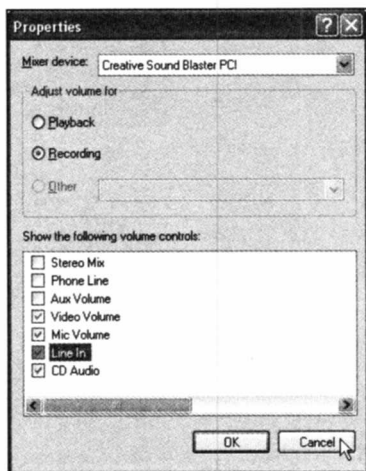 Properties
Mixer device: Creative Sound Blaster PCI
Adjust volume for
Playback
Recording
Other
Show the following volume controls:
Stereo Mix
Phone Line
Aux Volume
Video Volume
Mic Volume
Line In
CD Audio
OK Cancel